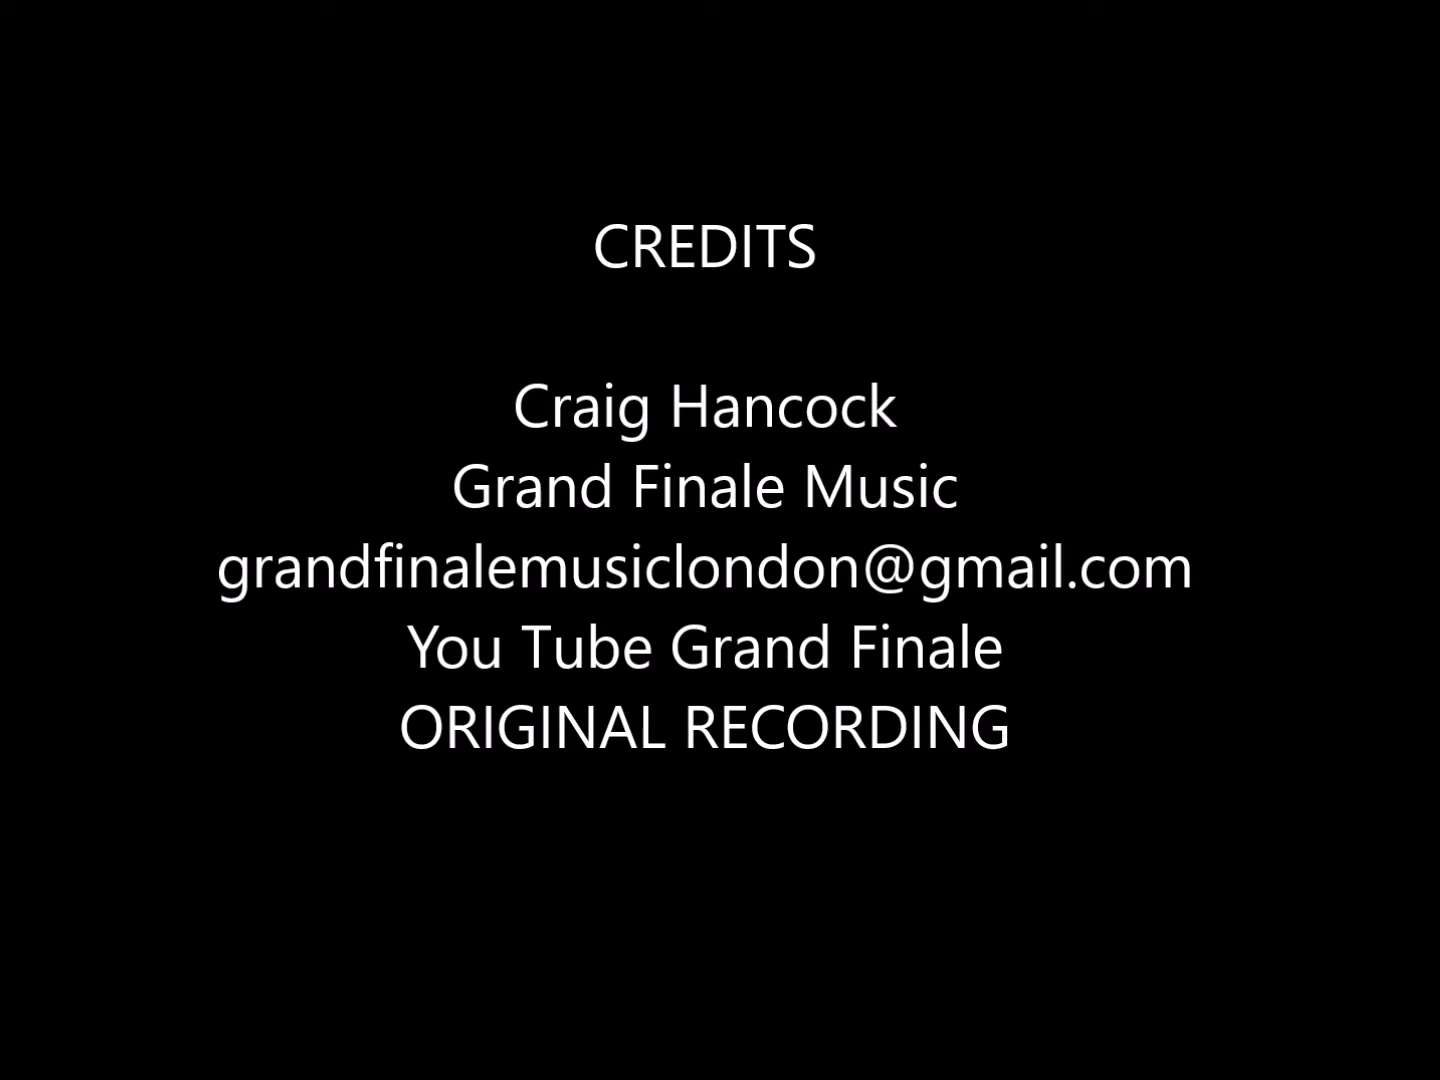 CREDITS
Craig Hancock
Grand Finale Music
grandfinalemusiclondon@gmail.com
You Tube Grand Finale
ORIGINAL RECORDING